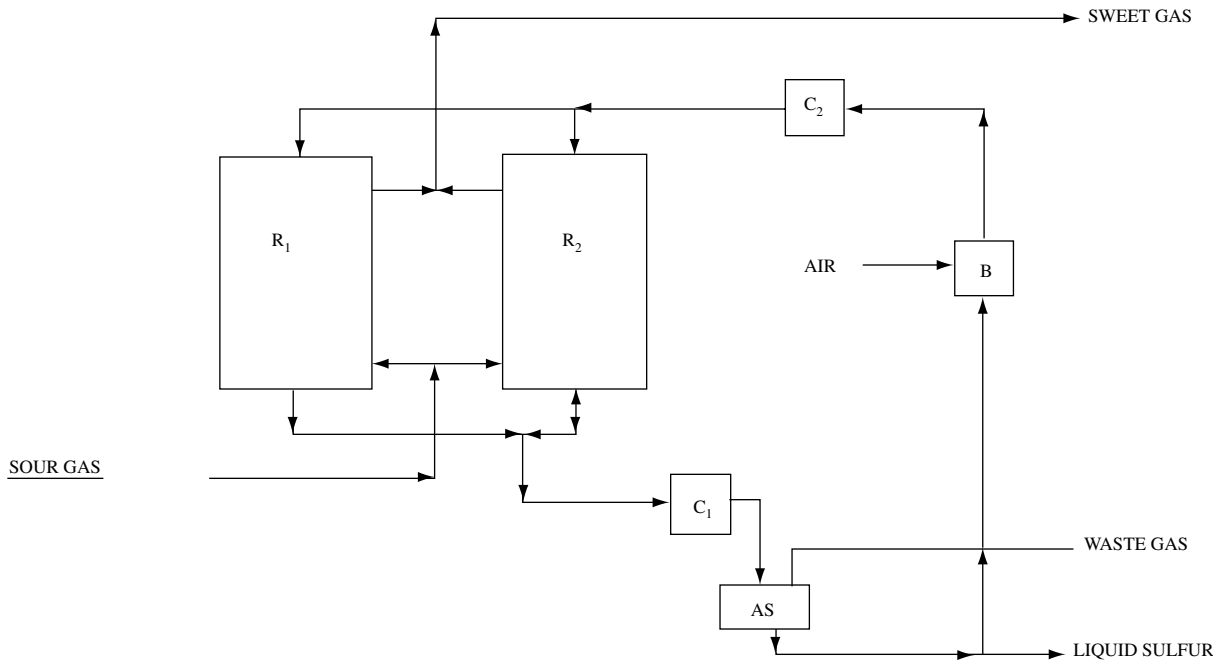 SWEET GAS
C₂
R₁
R₂
AIR
B
SOUR GAS
C₁
WASTE GAS
AS
LIQUID SULFUR